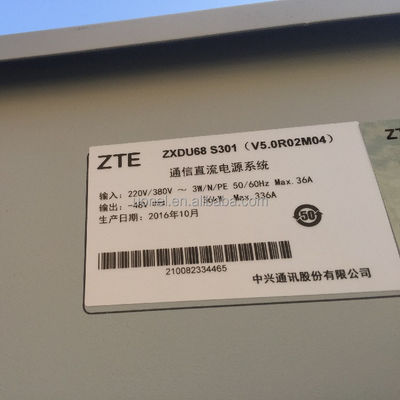 ZTE ZXDU68 S301（V5.0R02M04）
通信直流电源系统
输入：220V/380V ～ 3W/N/PE 50/60Hz Max.36A
输出：-48V Max.336A
生产日期：2016年10月
50
210082334465
中兴通讯股份有限公司